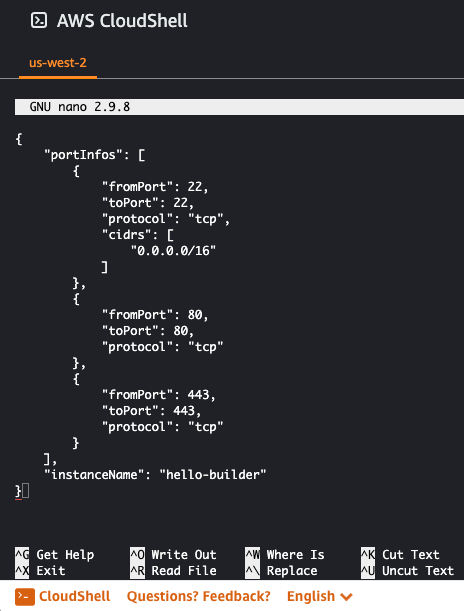 AWS CloudShell
us-west-2
GNU nano 2.9.8
{
    "portInfos": [
        {
            "fromPort": 22,
            "toPort": 22,
            "protocol": "tcp",
            "cidrs": [
                "0.0.0.0/16"
            ]
        },
        {
            "fromPort": 80,
            "toPort": 80,
            "protocol": "tcp"
        },
        {
            "fromPort": 443,
            "toPort": 443,
            "protocol": "tcp"
        }
    ],
    "instanceName": "hello-builder"
}
^G Get Help ^O Write Out ^W Where Is ^K Cut Text
^X Exit ^R Read File ^\ Replace ^U Uncut Text
CloudShell Questions? Feedback? English